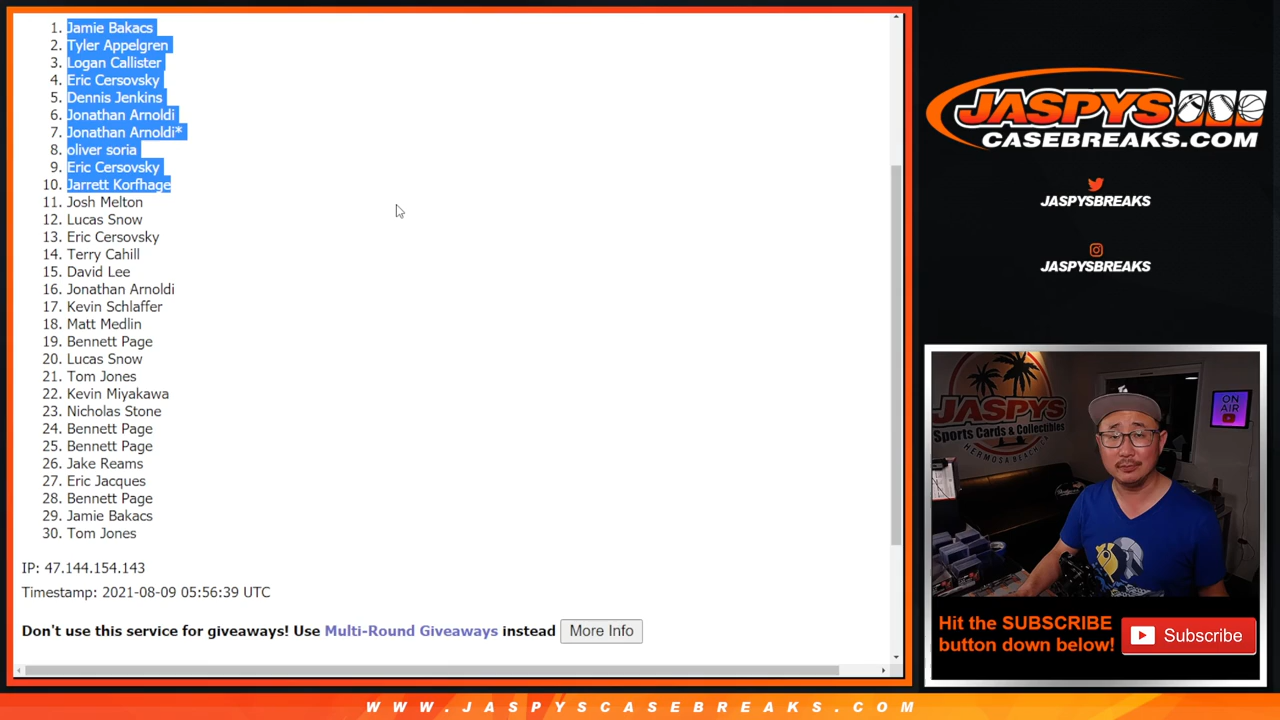 1. Jamie Bakacs
2. Tyler Appelgren
3. Logan Callister
4. Eric Cersovsky
5. Dennis Jenkins
6. Jonathan Arnoldi
7. Jonathan Arnoldi*
8. oliver soria
9. Eric Cersovsky
10. Jarrett Korfhage
11. Josh Melton
12. Lucas Snow
13. Eric Cersovsky
14. Terry Cahill
15. David Lee
16. Jonathan Arnoldi
17. Kevin Schlaffer
18. Matt Medlin
19. Bennett Page
20. Lucas Snow
21. Tom Jones
22. Kevin Miyakawa
23. Nicholas Stone
24. Bennett Page
25. Bennett Page
26. Jake Reams
27. Eric Jacques
28. Bennett Page
29. Jamie Bakacs
30. Tom Jones
IP: 47.144.154.143
Timestamp: 2021-08-09 05:56:39 UTC
Don't use this service for giveaways! Use Multi-Round Giveaways instead More Info
JASPYS
CASEBREAKS.COM
JASPYSBREAKS
JASPYSBREAKS
JASPYS
Sports Cards & Collectibles
HERMOSA BEACH, CA
ON
AIR
Hit the SUBSCRIBE
button down below!
Subscribe
WWW.JASPYSCASEBREAKS.COM